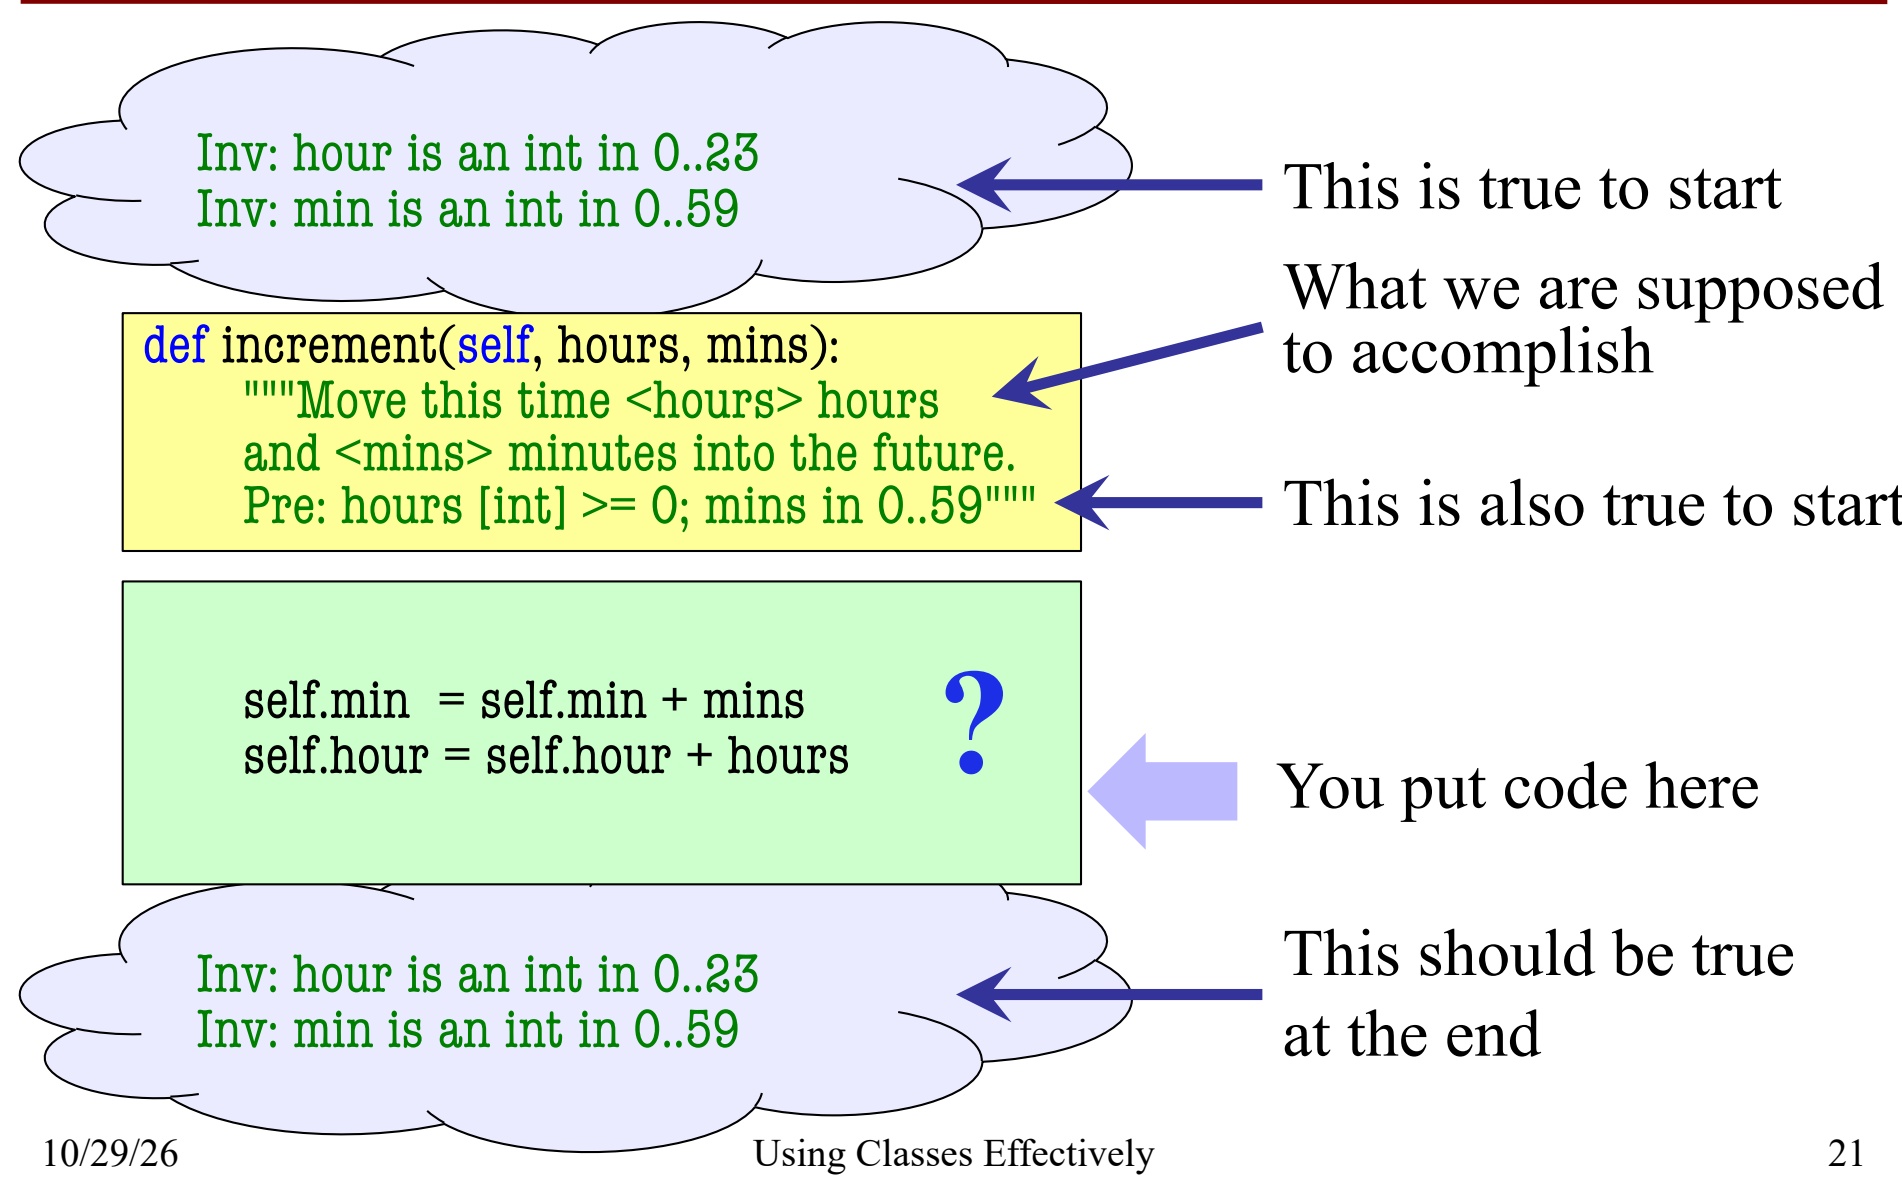 Inv: hour is an int in 0..23
Inv: min is an int in 0..59
This is true to start
What we are supposed
to accomplish
def increment(self, hours, mins):
"""Move this time <hours> hours
and <mins> minutes into the future.
Pre: hours [int] >= 0; mins in 0..59"""
This is also true to start
self.min = self.min + mins
self.hour = self.hour + hours
?
You put code here
Inv: hour is an int in 0..23
Inv: min is an int in 0..59
This should be true
at the end
10/29/26
Using Classes Effectively
21